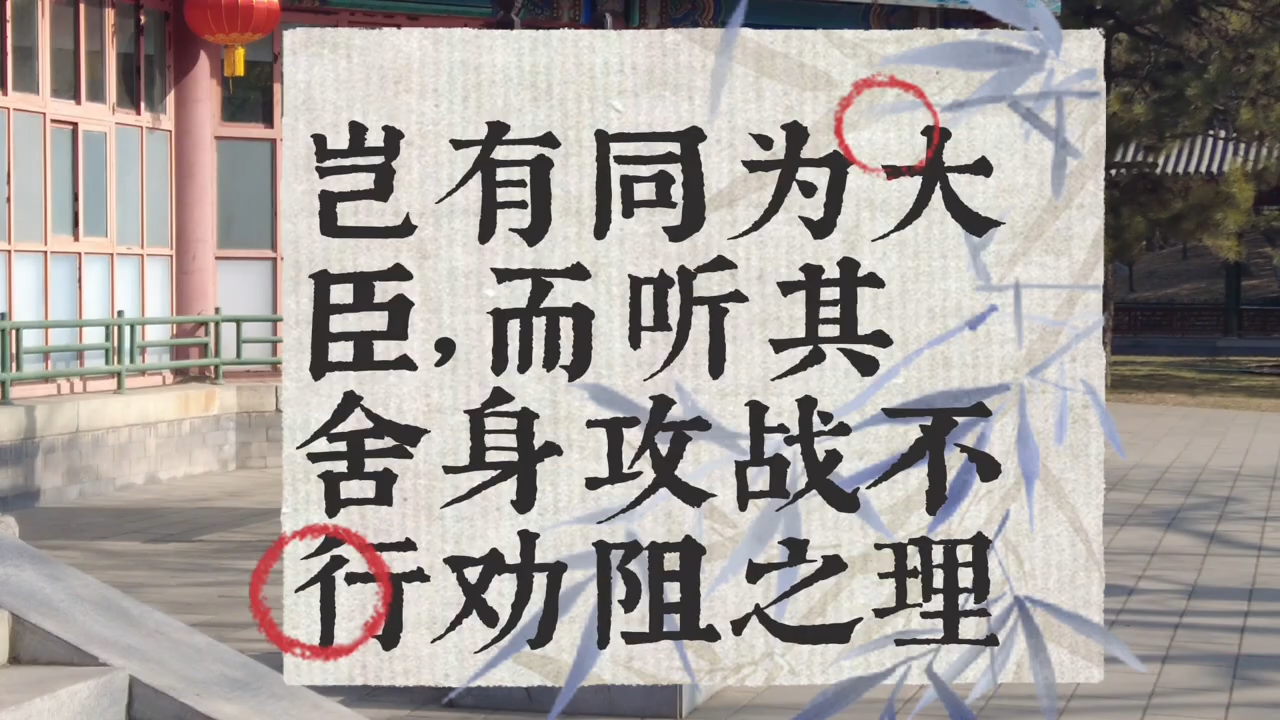 岂有同为大
臣,而听其
舍身攻战不
行劝阻之理